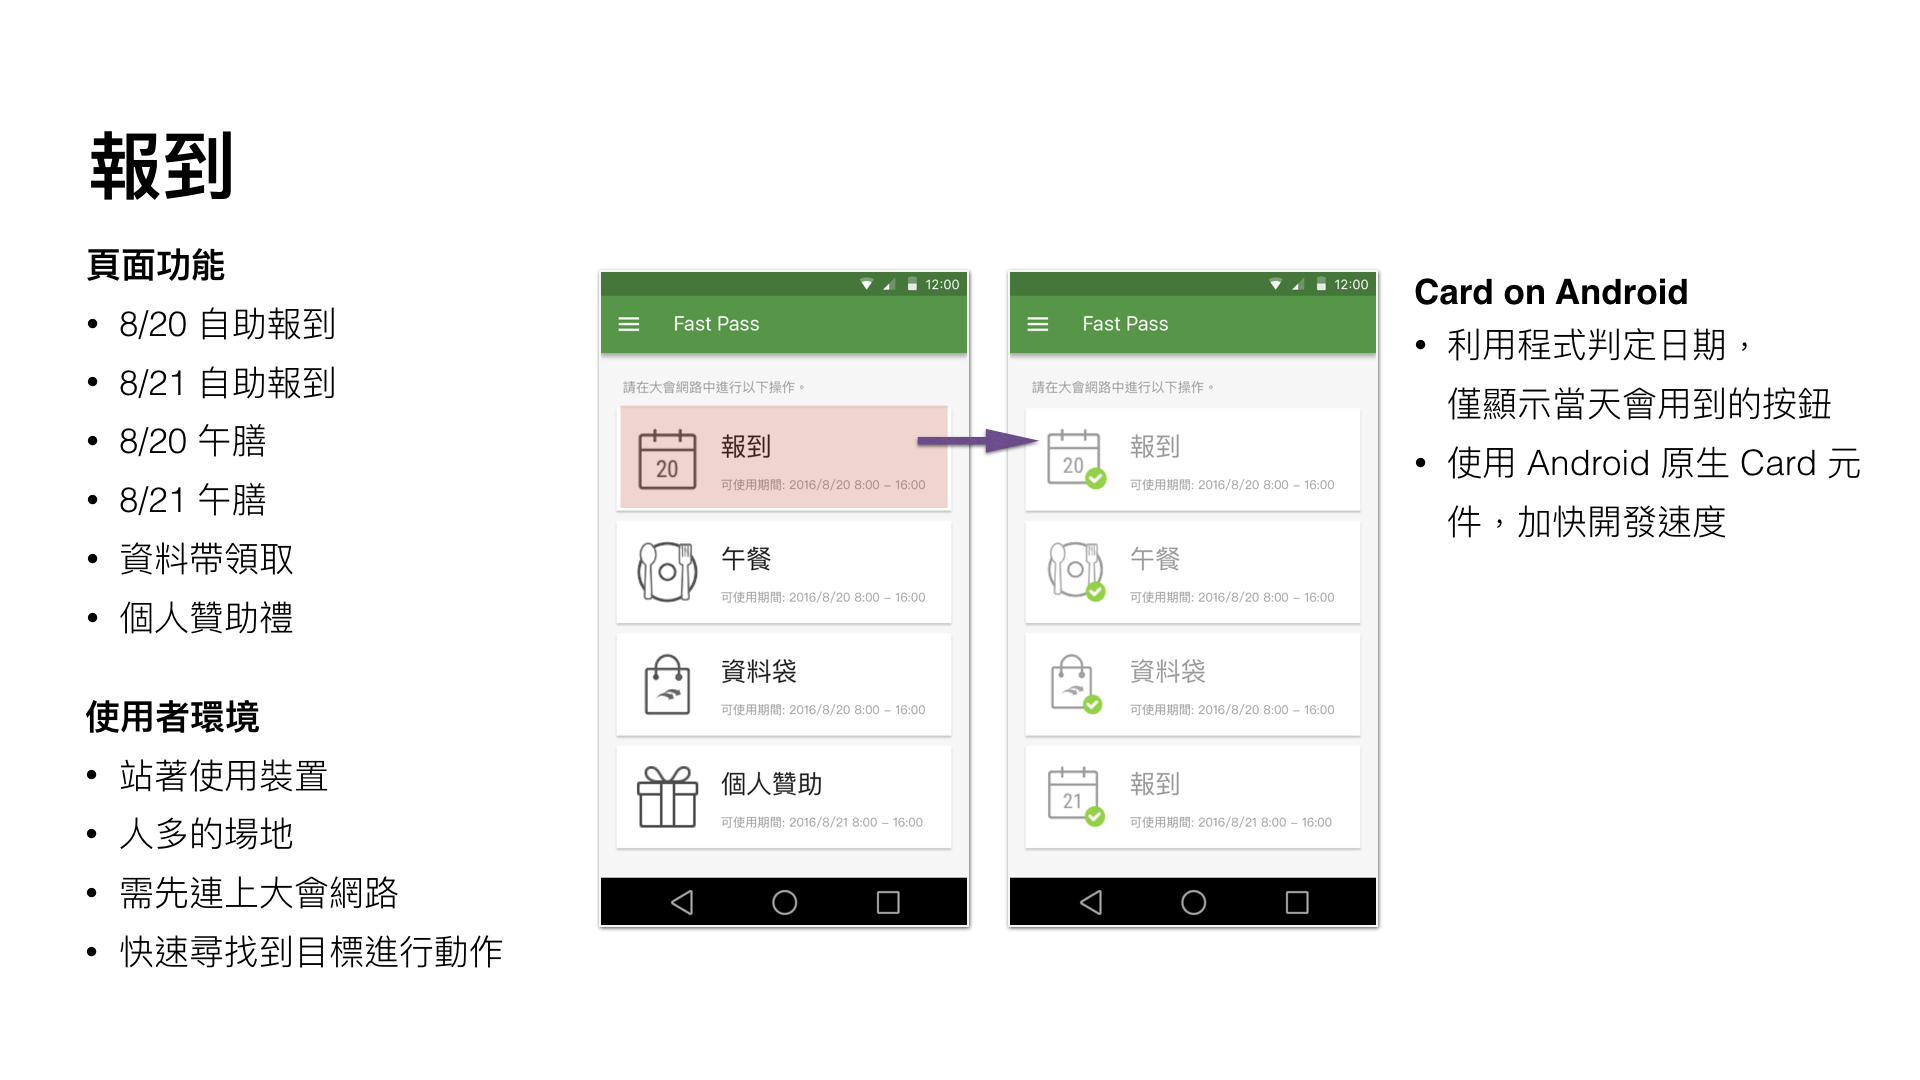 報到
頁面功能
• 8/20 自助報到
• 8/21 自助報到
• 8/20 午膳
• 8/21 午膳
• 資料帶領取
• 個人贊助禮
使用者環境
• 站著使用裝置
• 人多的場地
• 需先連上大會網路
• 快速尋找到目標進行動作
12:00
Fast Pass
請在大會網路中進行以下操作。
20
報到
可使用期間: 2016/8/20 8:00 – 16:00
午餐
可使用期間: 2016/8/20 8:00 – 16:00
資料袋
可使用期間: 2016/8/20 8:00 – 16:00
個人贊助
可使用期間: 2016/8/21 8:00 – 16:00
12:00
Fast Pass
請在大會網路中進行以下操作。
20
報到
可使用期間: 2016/8/20 8:00 – 16:00
午餐
可使用期間: 2016/8/20 8:00 – 16:00
資料袋
可使用期間: 2016/8/20 8:00 – 16:00
21
報到
可使用期間: 2016/8/21 8:00 – 16:00
Card on Android
• 利用程式判定日期，
僅顯示當天會用到的按鈕
• 使用 Android 原生 Card 元
件，加快開發速度